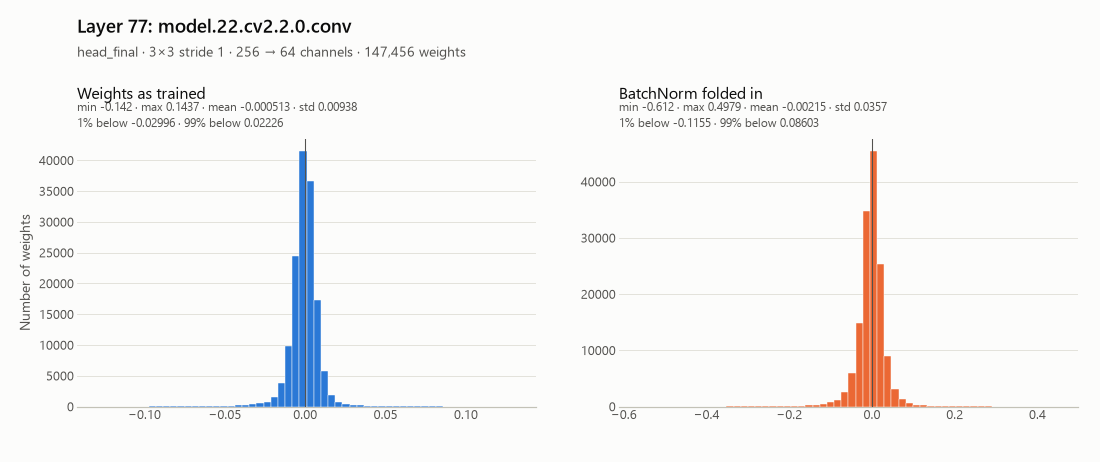 Layer 77: model.22.cv2.2.0.conv
head_final · 3×3 stride 1 · 256 → 64 channels · 147,456 weights
Weights as trained
min -0.142 · max 0.1437 · mean -0.000513 · std 0.00938
1% below -0.02996 · 99% below 0.02226
Number of weights
40000
35000
30000
25000
20000
15000
10000
5000
0
−0.10
−0.05
0.00
0.05
0.10
BatchNorm folded in
min -0.612 · max 0.4979 · mean -0.00215 · std 0.0357
1% below -0.1155 · 99% below 0.08603
40000
30000
20000
10000
0
−0.6
−0.4
−0.2
0.0
0.2
0.4